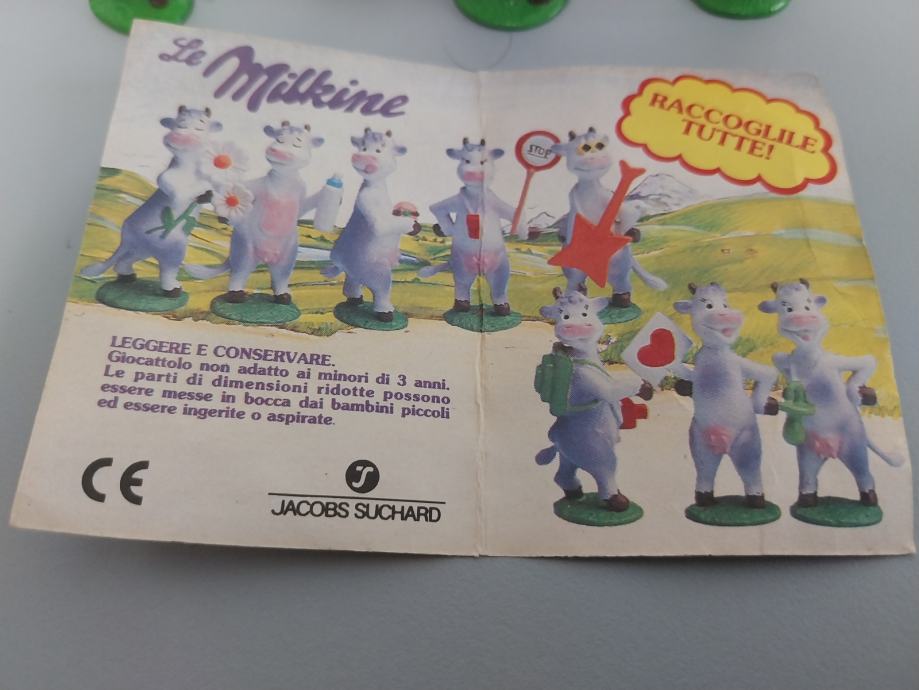 Le Milkine
RACCOGLILE
TUTTE!
STOP
LEGGERE E CONSERVARE.
Giocattolo non adatto ai minori di 3 anni.
Le parti di dimensioni ridotte possono
essere messe in bocca dai bambini piccoli
ed essere ingerite o aspirate.
CE
JACOBS SUCHARD